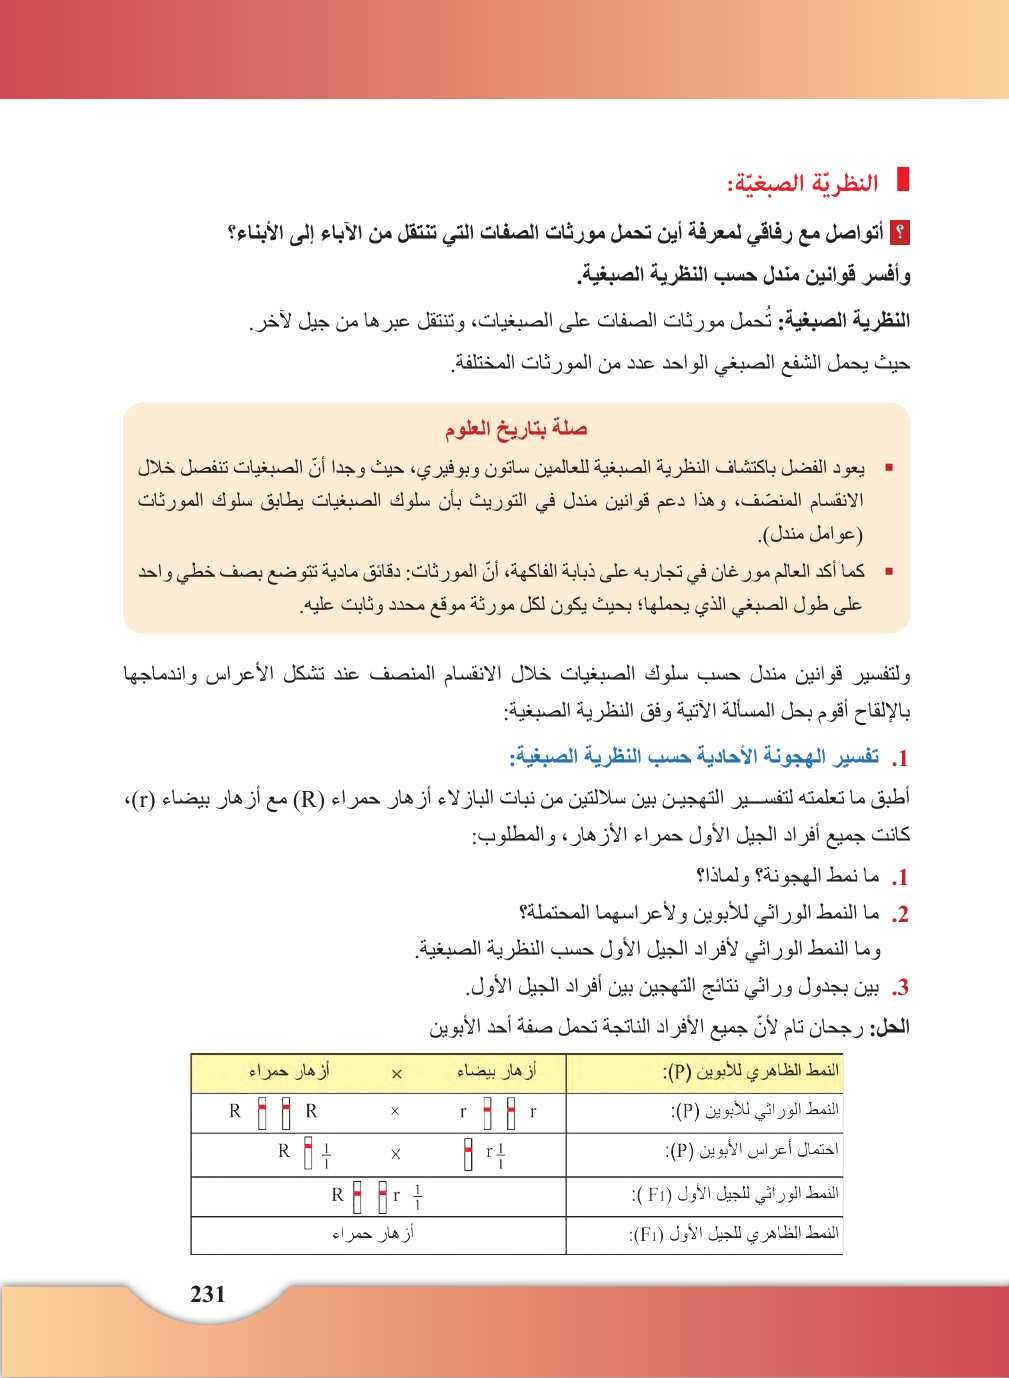 النظريّة الصبغيّة:
؟ أتواصل مع رفاقي لمعرفة أين تحمل مورثات الصفات التي تنتقل من الآباء إلى الأبناء؟
وأفسر قوانين مندل حسب النظرية الصبغية.
النظرية الصبغية: تُحمل مورثات الصفات على الصبغيات، وتنتقل عبرها من جيل لآخر.
حيث يحمل الشفع الصبغي الواحد عدد من المورثات المختلفة.
صلة بتاريخ العلوم
▪ يعود الفضل باكتشاف النظرية الصبغية للعالمين ساتون وبوفيري، حيث وجدا أنّ الصبغيات تنفصل خلال
الانقسام المنصّف، وهذا دعم قوانين مندل في التوريث بأن سلوك الصبغيات يطابق سلوك المورثات
(عوامل مندل).
▪ كما أكد العالم مورغان في تجاربه على ذبابة الفاكهة، أنّ المورثات: دقائق مادية تتوضع بصف خطي واحد
على طول الصبغي الذي يحملها؛ بحيث يكون لكل مورثة موقع محدد وثابت عليه.
ولتفسير قوانين مندل حسب سلوك الصبغيات خلال الانقسام المنصف عند تشكل الأعراس واندماجها
بالإلقاح أقوم بحل المسألة الآتية وفق النظرية الصبغية:
1. تفسير الهجونة الأحادية حسب النظرية الصبغية:
أطبق ما تعلمته لتفســـير التهجيـن بين سلالتين من نبات البازلاء أزهار حمراء (R) مع أزهار بيضاء (r)،
كانت جميع أفراد الجيل الأول حمراء الأزهار، والمطلوب:
1. ما نمط الهجونة؟ ولماذا؟
2. ما النمط الوراثي للأبوين ولأعراسهما المحتملة؟
وما النمط الوراثي لأفراد الجيل الأول حسب النظرية الصبغية.
3. بين بجدول وراثي نتائج التهجين بين أفراد الجيل الأول.
الحل: رجحان تام لأنّ جميع الأفراد الناتجة تحمل صفة أحد الأبوين
النمط الظاهري للأبوين (P): أزهار بيضاء × أزهار حمراء
النمط الوراثي للأبوين (P): r r × R R
احتمال أعراس الأبوين (P): 1/1 r × 1/1 R
النمط الوراثي للجيل الأول (F1 ): 1/1 r R
النمط الظاهري للجيل الأول (F1): أزهار حمراء
231